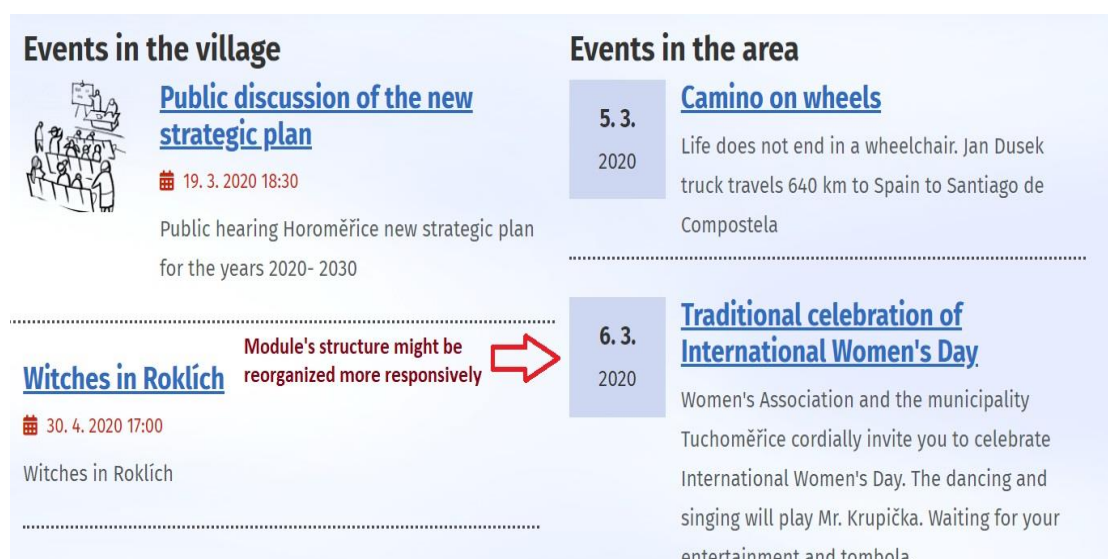 Events in the village
Public discussion of the new
strategic plan
19. 3. 2020 18:30
Public hearing Horoměřice new strategic plan
for the years 2020- 2030
Witches in Roklích
30. 4. 2020 17:00
Witches in Roklích
Module's structure might be
reorganized more responsively
Events in the area
5. 3.
2020
Camino on wheels
Life does not end in a wheelchair. Jan Dusek
truck travels 640 km to Spain to Santiago de
Compostela
6. 3.
2020
Traditional celebration of
International Women's Day
Women's Association and the municipality
Tuchoměřice cordially invite you to celebrate
International Women's Day. The dancing and
singing will play Mr. Krupička. Waiting for your
entertainment and tombola